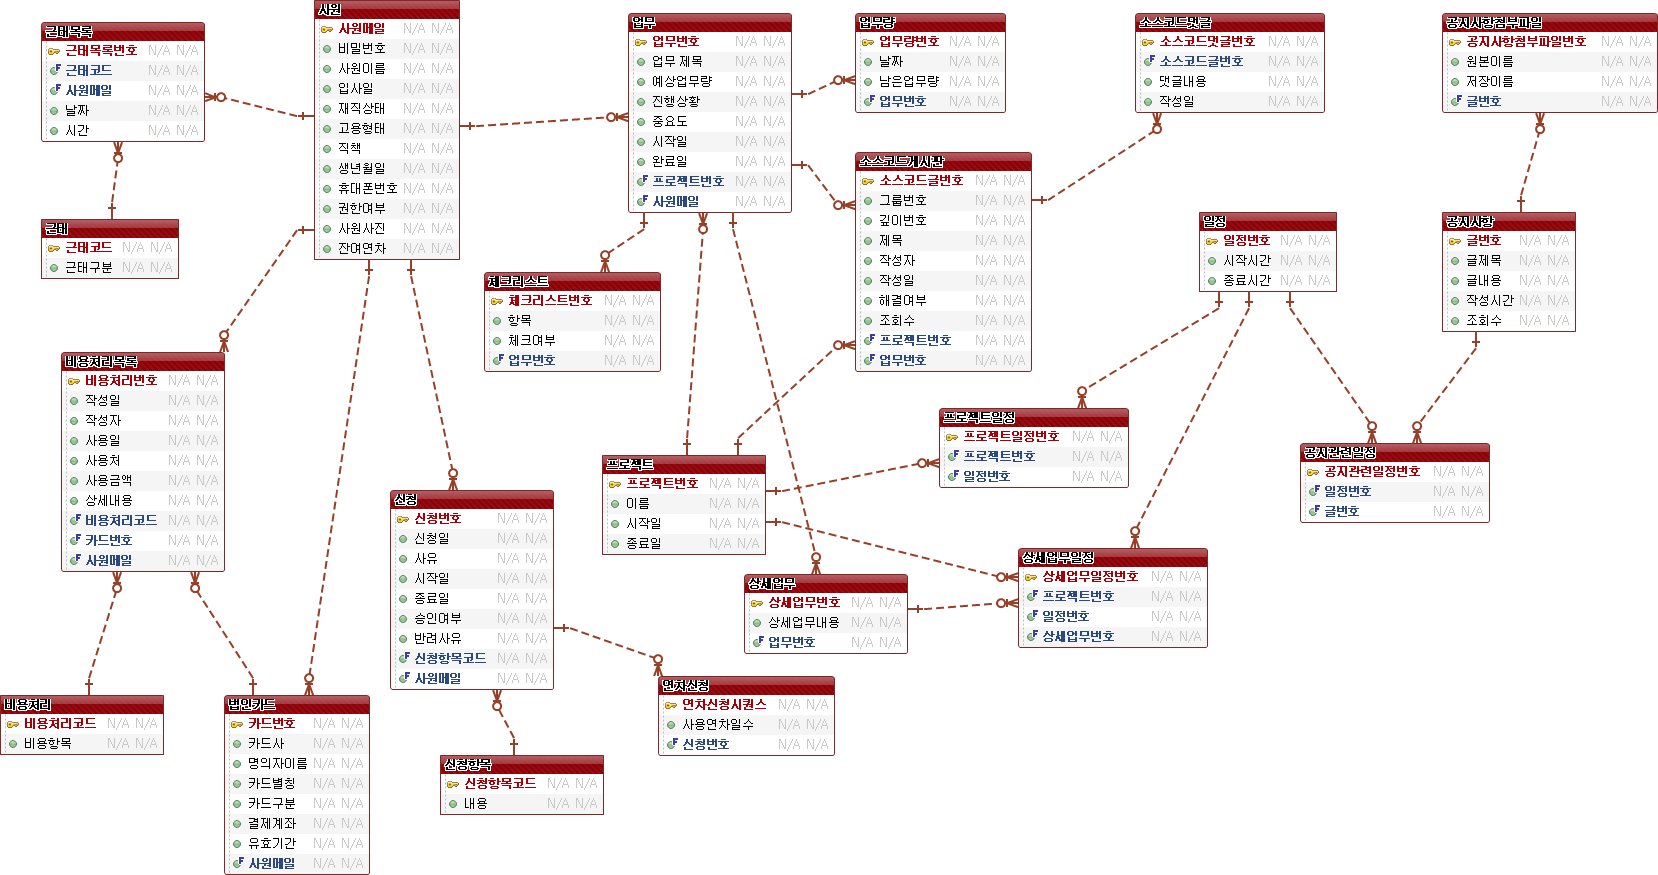 근태목록
근태목록번호 N/A N/A
근태코드 N/A N/A
사원메일 N/A N/A
날짜 N/A N/A
시간 N/A N/A
사원
사원메일 N/A N/A
비밀번호 N/A N/A
사원이름 N/A N/A
입사일 N/A N/A
재직상태 N/A N/A
고용형태 N/A N/A
직책 N/A N/A
생년월일 N/A N/A
휴대폰번호 N/A N/A
권한여부 N/A N/A
사원사진 N/A N/A
잔여연차 N/A N/A
업무
업무번호 N/A N/A
업무 제목 N/A N/A
예상업무량 N/A N/A
진행상황 N/A N/A
중요도 N/A N/A
시작일 N/A N/A
완료일 N/A N/A
프로젝트번호 N/A N/A
사원메일 N/A N/A
업무량
업무량번호 N/A N/A
날짜 N/A N/A
남은업무량 N/A N/A
업무번호 N/A N/A
소스코드댓글
소스코드댓글번호 N/A N/A
소스코드글번호 N/A N/A
댓글내용 N/A N/A
작성일 N/A N/A
공지사항첨부파일
공지사항첨부파일번호 N/A N/A
원본이름 N/A N/A
저장이름 N/A N/A
글번호 N/A N/A
소스코드게시판
소스코드글번호 N/A N/A
그룹번호 N/A N/A
깊이번호 N/A N/A
제목 N/A N/A
작성자 N/A N/A
작성일 N/A N/A
해결여부 N/A N/A
조회수 N/A N/A
프로젝트번호 N/A N/A
업무번호 N/A N/A
근태
근태코드 N/A N/A
근태구분 N/A N/A
일정
일정번호 N/A N/A
시작시간 N/A N/A
종료시간 N/A N/A
공지사항
글번호 N/A N/A
글제목 N/A N/A
글내용 N/A N/A
작성시간 N/A N/A
조회수 N/A N/A
체크리스트
체크리스트번호 N/A N/A
항목 N/A N/A
체크여부 N/A N/A
업무번호 N/A N/A
비용처리목록
비용처리번호 N/A N/A
작성일 N/A N/A
작성자 N/A N/A
사용일 N/A N/A
사용처 N/A N/A
사용금액 N/A N/A
상세내용 N/A N/A
비용처리코드 N/A N/A
카드번호 N/A N/A
사원메일 N/A N/A
프로젝트일정
프로젝트일정번호 N/A N/A
프로젝트번호 N/A N/A
일정번호 N/A N/A
공지관련일정
공지관련일정번호 N/A N/A
일정번호 N/A N/A
글번호 N/A N/A
프로젝트
프로젝트번호 N/A N/A
이름 N/A N/A
시작일 N/A N/A
종료일 N/A N/A
신청
신청번호 N/A N/A
신청일 N/A N/A
사유 N/A N/A
시작일 N/A N/A
종료일 N/A N/A
승인여부 N/A N/A
반려사유 N/A N/A
신청항목코드 N/A N/A
사원메일 N/A N/A
상세업무일정
상세업무일정번호 N/A N/A
프로젝트번호 N/A N/A
일정번호 N/A N/A
상세업무번호 N/A N/A
상세업무
상세업무번호 N/A N/A
상세업무내용 N/A N/A
업무번호 N/A N/A
연차신청
연차신청시퀀스 N/A N/A
사용연차일수 N/A N/A
신청번호 N/A N/A
비용처리
비용처리코드 N/A N/A
비용항목 N/A N/A
법인카드
카드번호 N/A N/A
카드사 N/A N/A
명의자이름 N/A N/A
카드별칭 N/A N/A
카드구분 N/A N/A
결제계좌 N/A N/A
유효기간 N/A N/A
사원메일 N/A N/A
신청항목
신청항목코드 N/A N/A
내용 N/A N/A